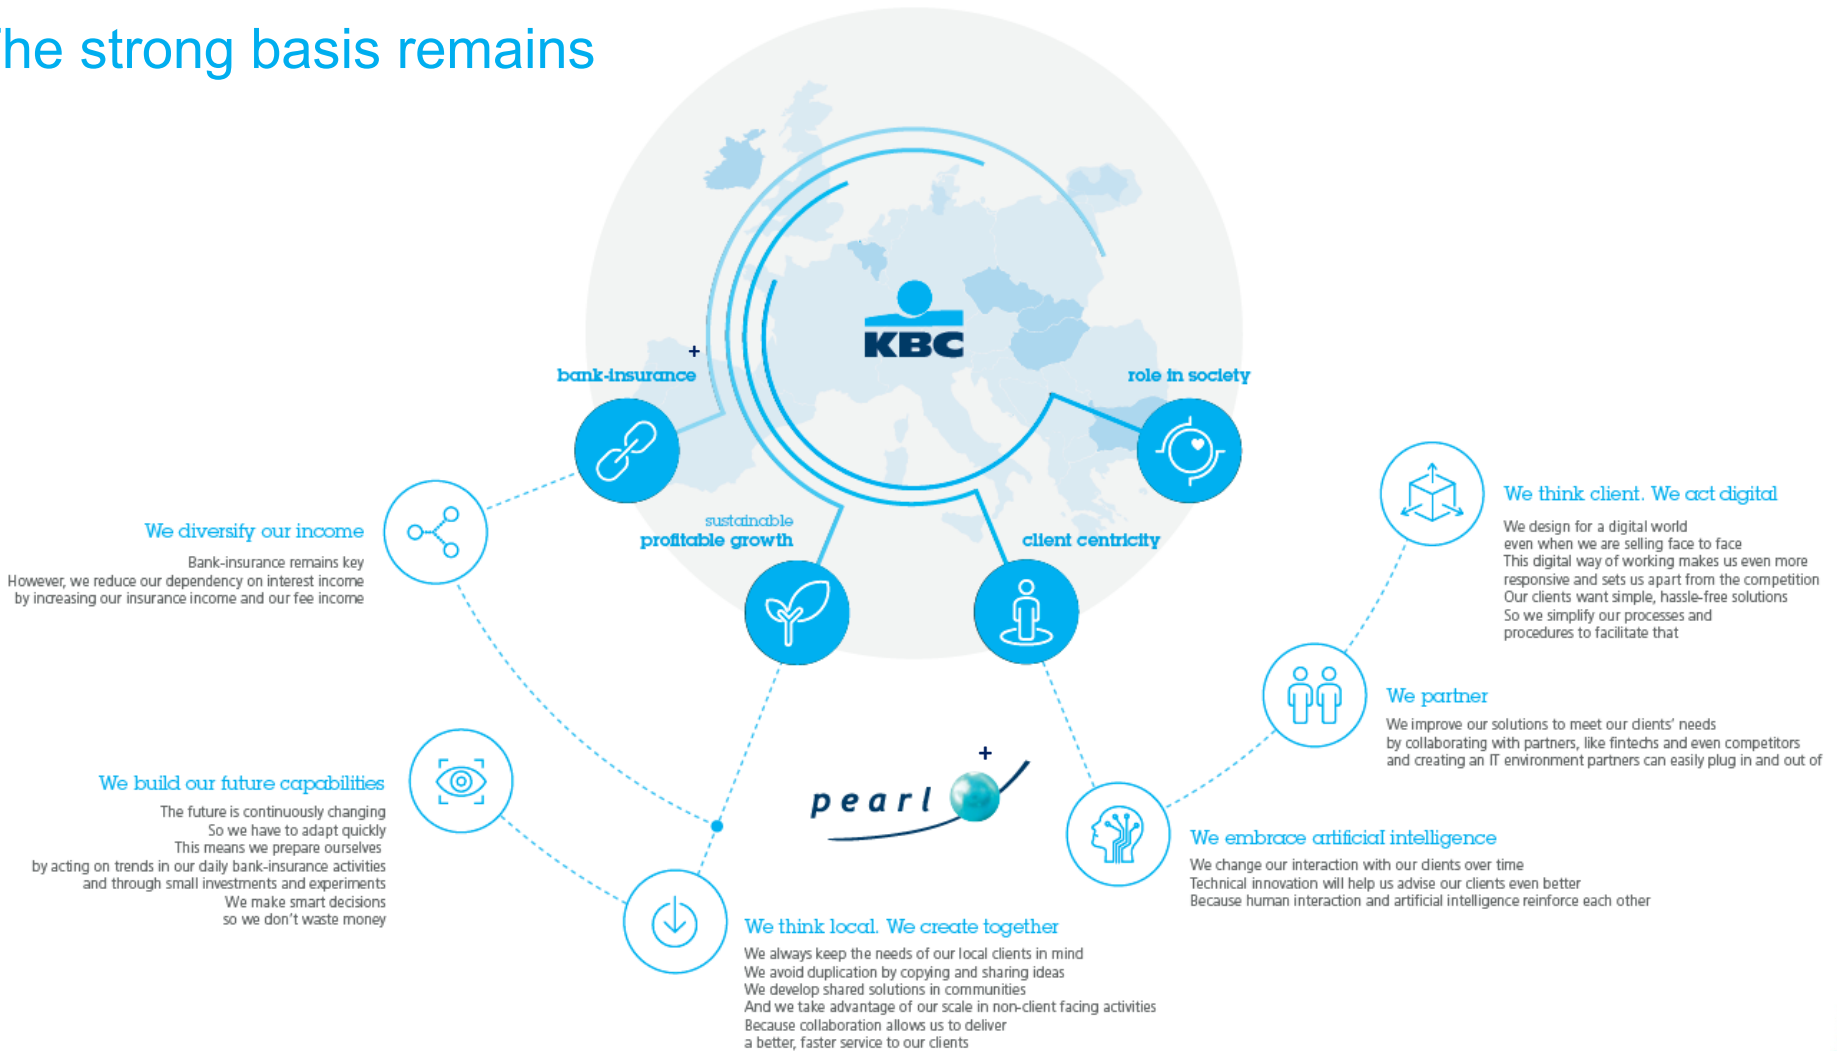 The strong basis remains
KBC
+
bank-insurance
role in society
sustainable
profitable growth
client centricity
We diversify our income
Bank-insurance remains key
However, we reduce our dependency on interest income
by increasing our insurance income and our fee income
We build our future capabilities
The future is continuously changing
So we have to adapt quickly
This means we prepare ourselves
by acting on trends in our daily bank-insurance activities
and through small investments and experiments
We make smart decisions
so we don't waste money
pearl
+
We think local. We create together
We always keep the needs of our local clients in mind
We avoid duplication by copying and sharing ideas
We develop shared solutions in communities
And we take advantage of our scale in non-client facing activities
Because collaboration allows us to deliver
a better, faster service to our clients
We embrace artificial intelligence
We change our interaction with our clients over time
Technical innovation will help us advise our clients even better
Because human interaction and artificial intelligence reinforce each other
We partner
We improve our solutions to meet our clients' needs
by collaborating with partners, like fintechs and even competitors
and creating an IT environment partners can easily plug in and out of
We think client. We act digital
We design for a digital world
even when we are selling face to face
This digital way of working makes us even more
responsive and sets us apart from the competition
Our clients want simple, hassle-free solutions
So we simplify our processes and
procedures to facilitate that